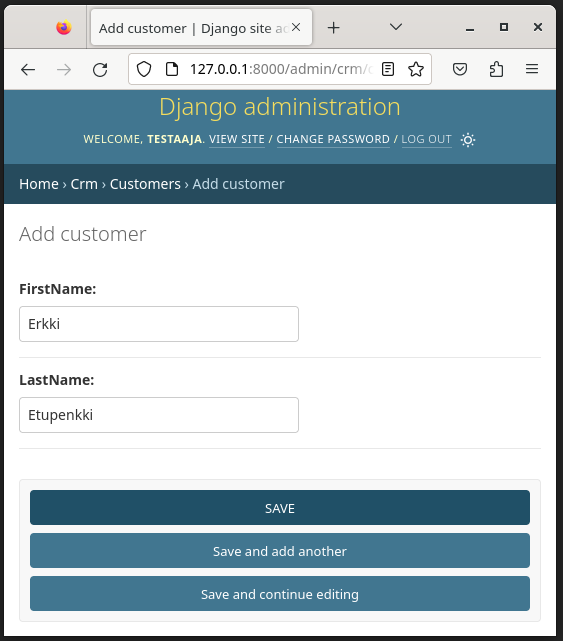 Add customer | Django site ad
127.0.0.1:8000/admin/crm/c
Django administration
WELCOME, TESTAAJA. VIEW SITE / CHANGE PASSWORD / LOG OUT
Home › Crm › Customers › Add customer
Add customer
FirstName:
Erkki
LastName:
Etupenkki
SAVE
Save and add another
Save and continue editing